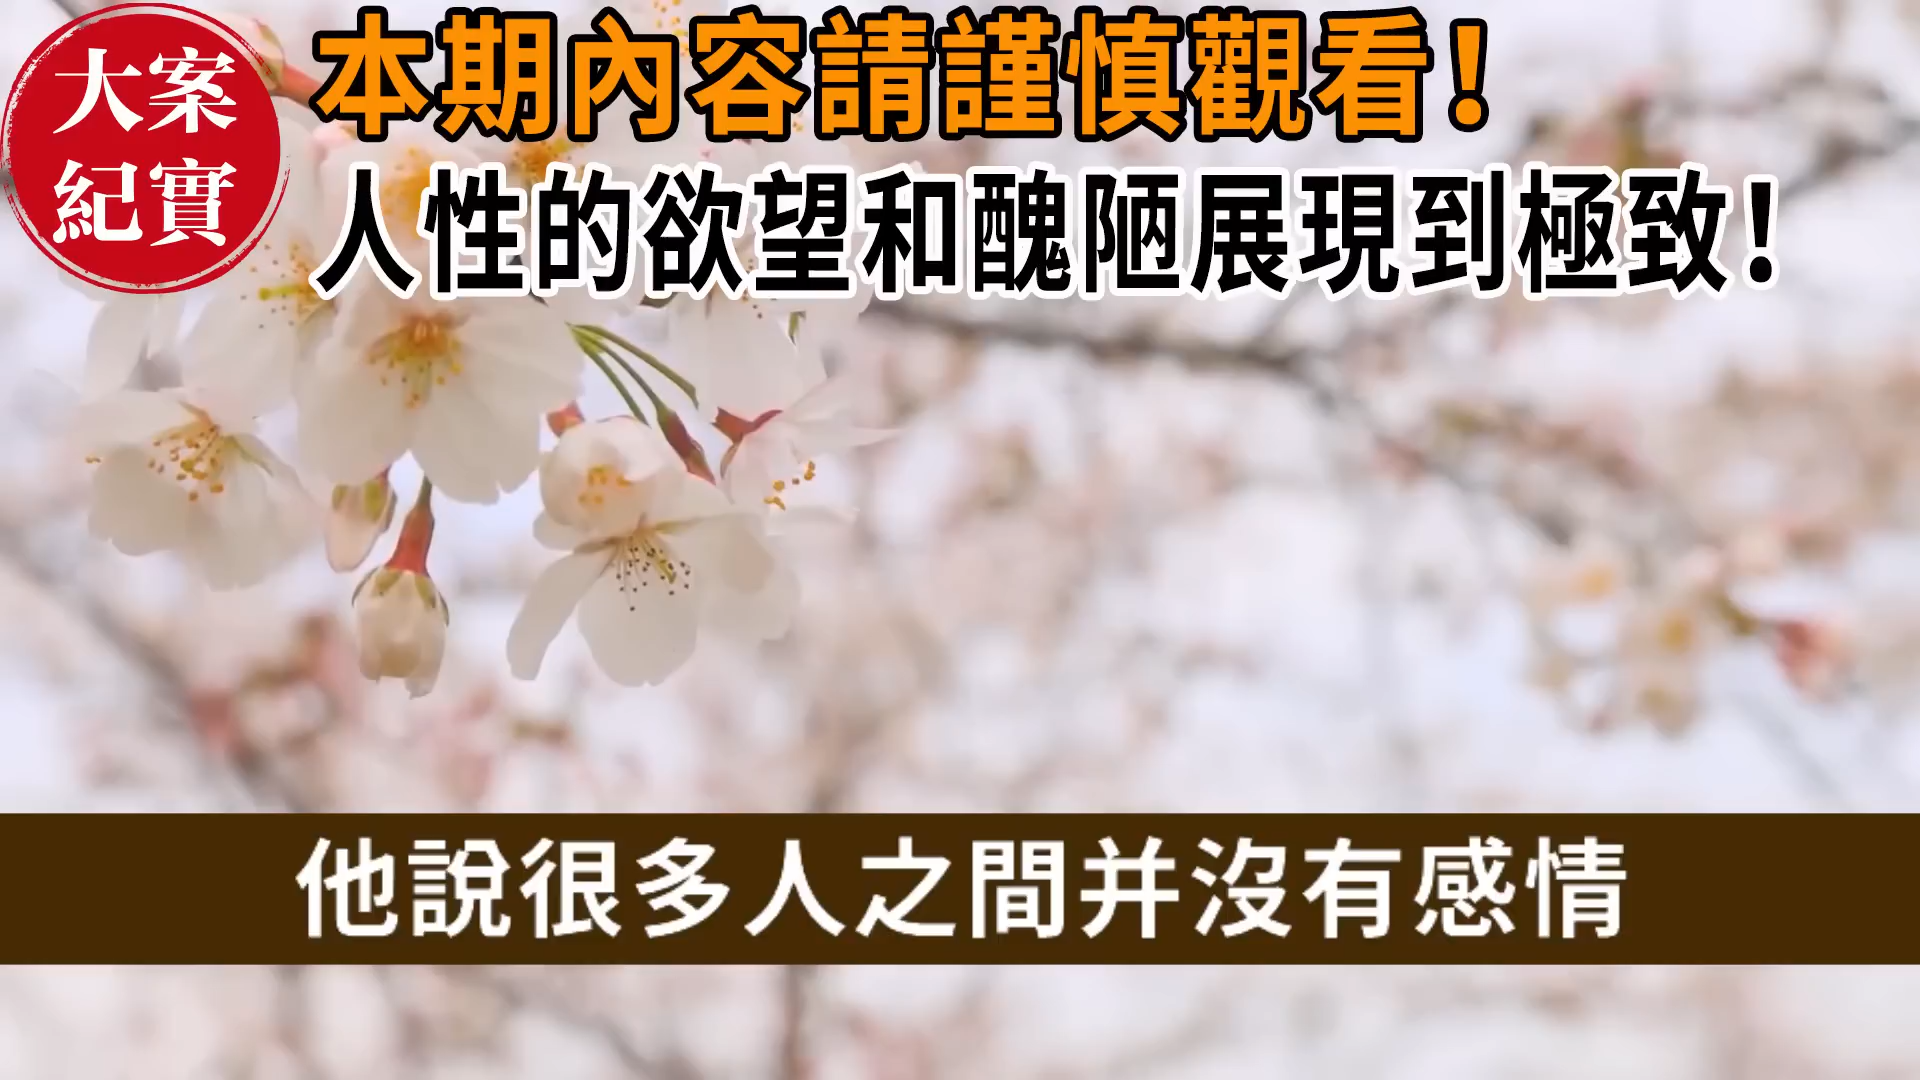 大案
紀實
本期內容請謹慎觀看！
人性的欲望和醜陋展現到極致！
他說很多人之間并沒有感情